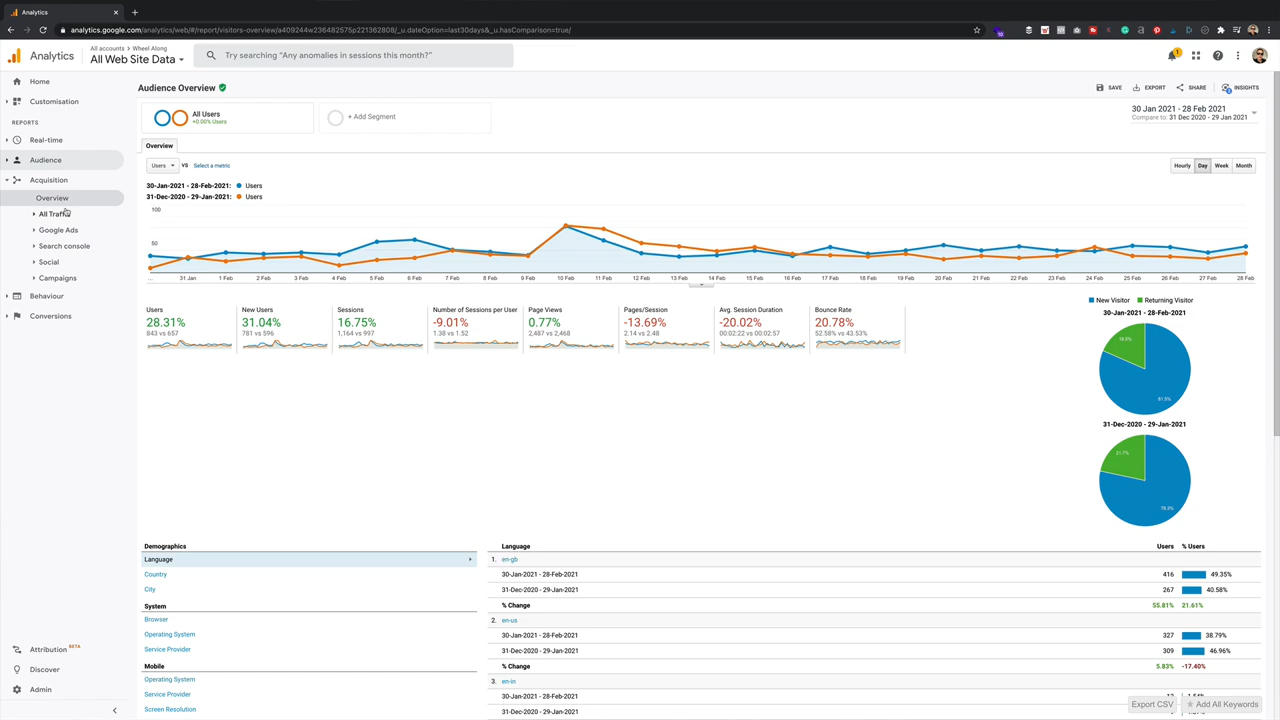 Analytics
analytics.google.com/analytics/web/#/report/visitors-overview/a409244w236482575p221362808/_u.dateOption=last30days&_u.hasComparison=true/
Analytics
All accounts > Wheel Along
All Web Site Data
Try searching "Any anomalies in sessions this month?"
1
Home
Customisation
REPORTS
Real-time
Audience
Acquisition
Overview
All Traffic
Google Ads
Search console
Social
Campaigns
Behaviour
Conversions
Attribution BETA
Discover
Admin
Audience Overview
SAVE
EXPORT
SHARE
INSIGHTS
All Users
+0.00% Users
+ Add Segment
30 Jan 2021 - 28 Feb 2021
Compare to: 31 Dec 2020 - 29 Jan 2021
Overview
Users VS Select a metric
Hourly Day Week Month
30-Jan-2021 - 28-Feb-2021: Users
31-Dec-2020 - 29-Jan-2021: Users
100
50
... 31 Jan 1 Feb 2 Feb 3 Feb 4 Feb 5 Feb 6 Feb 7 Feb 8 Feb 9 Feb 10 Feb 11 Feb 12 Feb 13 Feb 14 Feb 15 Feb 16 Feb 17 Feb 18 Feb 19 Feb 20 Feb 21 Feb 22 Feb 23 Feb 24 Feb 25 Feb 26 Feb 27 Feb 28 Feb
Users
28.31%
843 vs 657
New Users
31.04%
781 vs 596
Sessions
16.75%
1,164 vs 997
Number of Sessions per User
-9.01%
1.38 vs 1.52
Page Views
0.77%
2,487 vs 2,468
Pages/Session
-13.69%
2.14 vs 2.48
Avg. Session Duration
-20.02%
00:02:22 vs 00:02:57
Bounce Rate
20.78%
52.58% vs 43.53%
New Visitor Returning Visitor
30-Jan-2021 - 28-Feb-2021
18.5%
81.5%
31-Dec-2020 - 29-Jan-2021
21.7%
78.3%
Demographics
Language
Country
City
System
Browser
Operating System
Service Provider
Mobile
Operating System
Service Provider
Screen Resolution
Language Users % Users
1. en-gb
30-Jan-2021 - 28-Feb-2021 416 49.35%
31-Dec-2020 - 29-Jan-2021 267 40.58%
% Change 55.81% 21.61%
2. en-us
30-Jan-2021 - 28-Feb-2021 327 38.79%
31-Dec-2020 - 29-Jan-2021 309 46.96%
% Change 5.83% -17.40%
3. en-in
30-Jan-2021 - 28-Feb-2021
31-Dec-2020 - 29-Jan-2021
Export CSV
Add All Keywords